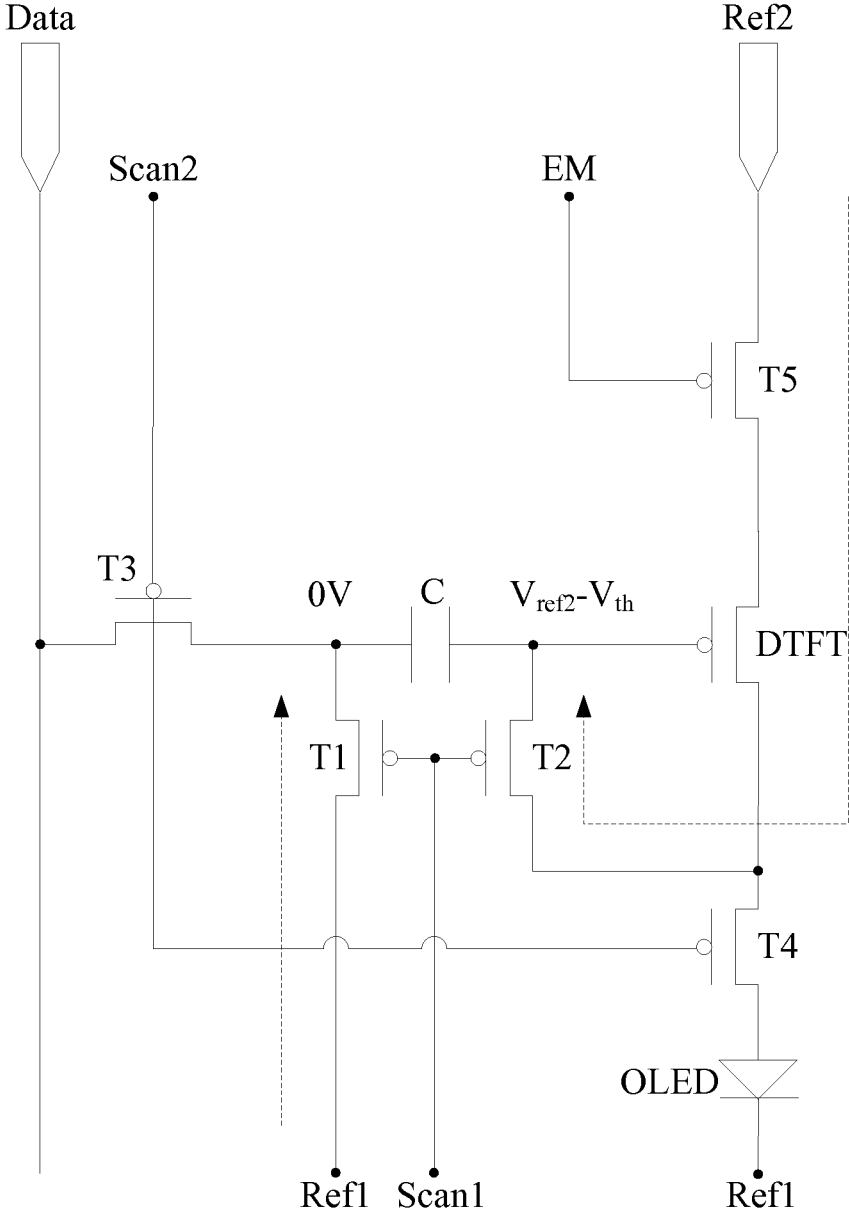 Data
Ref2
Scan2
EM
T5
T3
0V
C
Vref2-Vth
DTFT
T1
T2
T4
OLED
Ref1
Scan1
Ref1